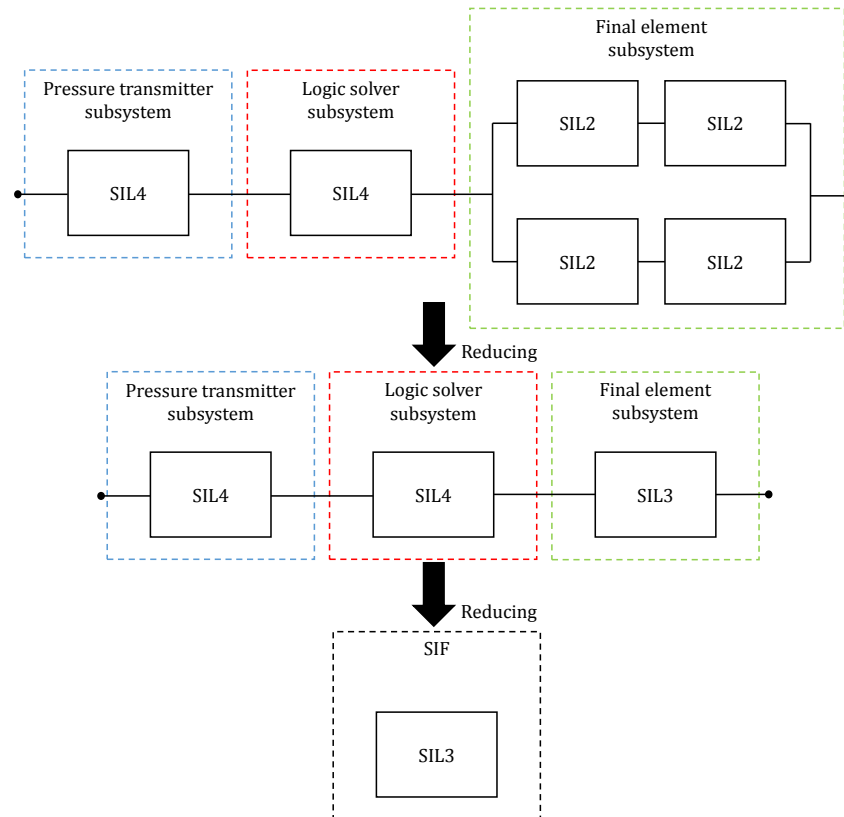 Final element
subsystem
Pressure transmitter
subsystem
Logic solver
subsystem
SIL2
SIL2
SIL4
SIL4
SIL2
SIL2
Reducing
Pressure transmitter
subsystem
Logic solver
subsystem
Final element
subsystem
SIL4
SIL4
SIL3
Reducing
SIF
SIL3